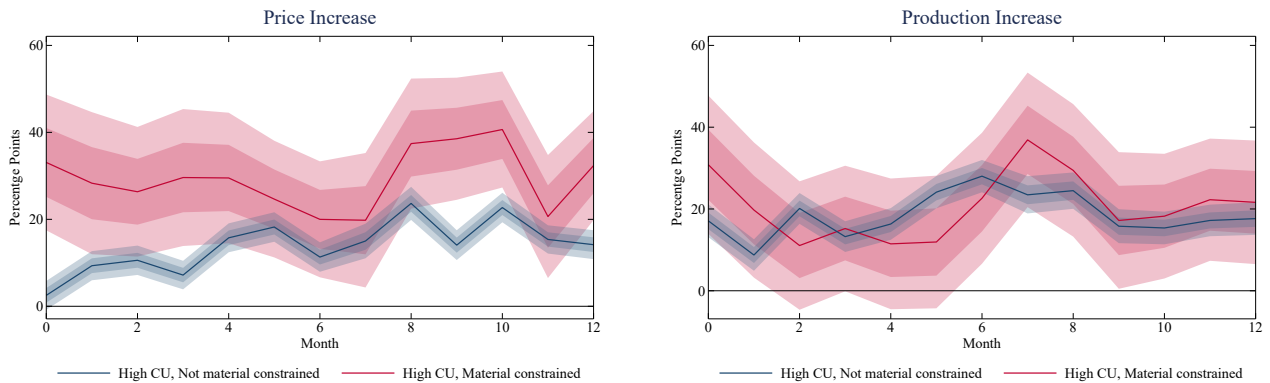 Price Increase
60
40
20
0
Percentge Points
0 2 4 6 8 10 12
Month
High CU, Not material constrained High CU, Material constrained
Production Increase
60
40
20
0
Percentge Points
0 2 4 6 8 10 12
Month
High CU, Not material constrained High CU, Material constrained